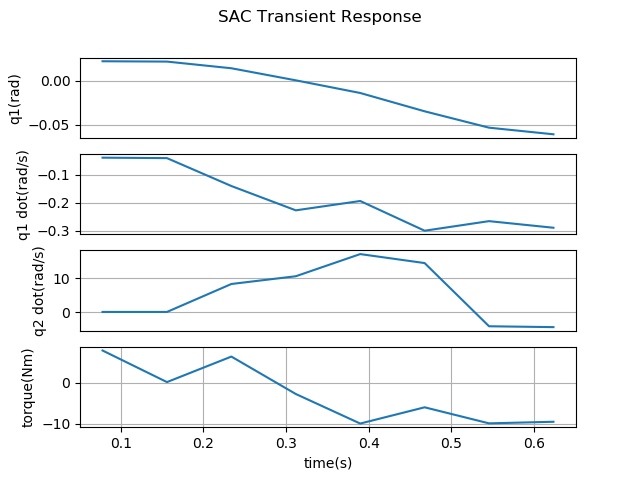 SAC Transient Response
q1(rad)
0.00
−0.05
q1 dot(rad/s)
−0.1
−0.2
−0.3
q2 dot(rad/s)
10
0
torque(Nm)
0
−10
0.1 0.2 0.3 0.4 0.5 0.6
time(s)